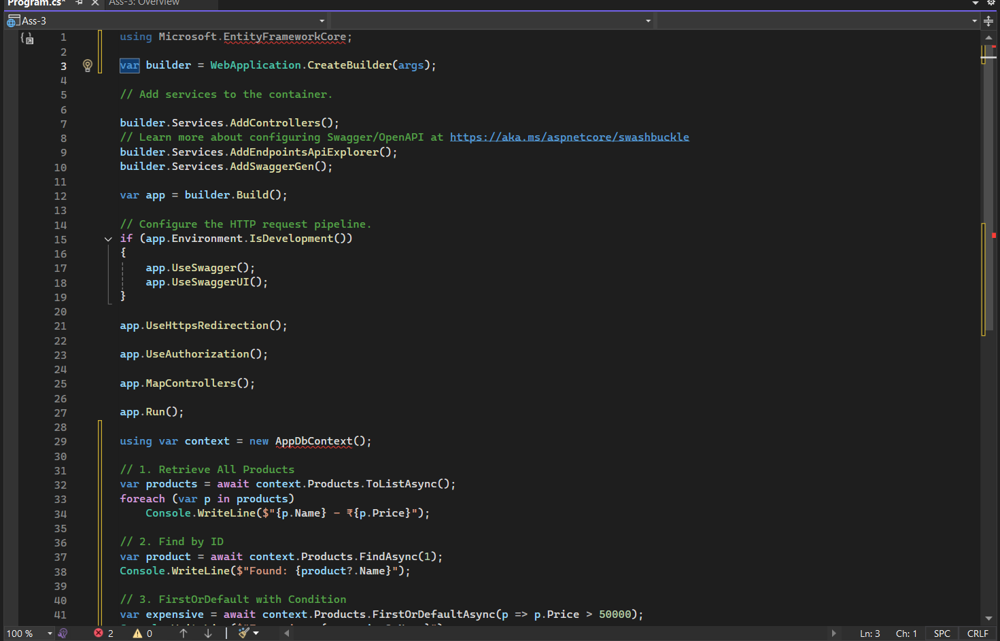 Program.cs*
Ass-3: Overview
Ass-3
1 using Microsoft.EntityFrameworkCore;
2
3 var builder = WebApplication.CreateBuilder(args);
4
5 // Add services to the container.
6
7 builder.Services.AddControllers();
8 // Learn more about configuring Swagger/OpenAPI at https://aka.ms/aspnetcore/swashbuckle
9 builder.Services.AddEndpointsApiExplorer();
10 builder.Services.AddSwaggerGen();
11
12 var app = builder.Build();
13
14 // Configure the HTTP request pipeline.
15 if (app.Environment.IsDevelopment())
16 {
17 app.UseSwagger();
18 app.UseSwaggerUI();
19 }
20
21 app.UseHttpsRedirection();
22
23 app.UseAuthorization();
24
25 app.MapControllers();
26
27 app.Run();
28
29 using var context = new AppDbContext();
30
31 // 1. Retrieve All Products
32 var products = await context.Products.ToListAsync();
33 foreach (var p in products)
34 Console.WriteLine($"{p.Name} - ₹{p.Price}");
35
36 // 2. Find by ID
37 var product = await context.Products.FindAsync(1);
38 Console.WriteLine($"Found: {product?.Name}");
39
40 // 3. FirstOrDefault with Condition
41 var expensive = await context.Products.FirstOrDefaultAsync(p => p.Price > 50000);
100 % 2 0 Ln: 3 Ch: 1 SPC CRLF